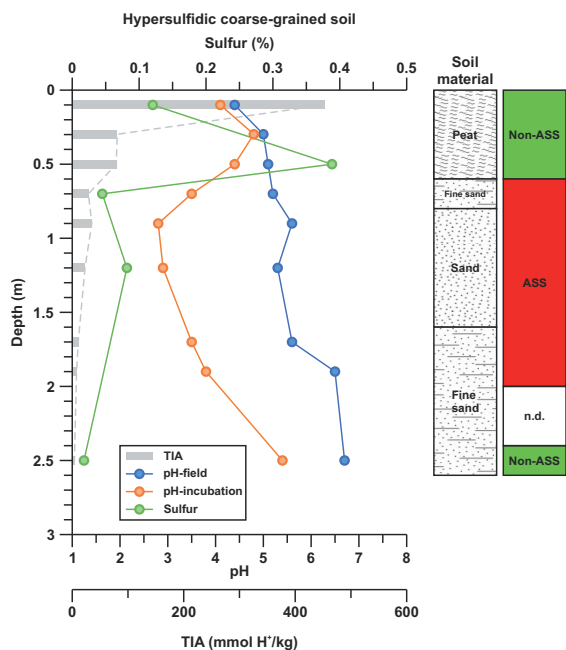 Hypersulfidic coarse-grained soil
Sulfur (%)
0 0.1 0.2 0.3 0.4 0.5
Soil
material
0
0.5
1
1.5
2
2.5
3
Depth (m)
Peat
Fine sand
Sand
Fine
sand
Non-ASS
ASS
n.d.
Non-ASS
TIA
pH-field
pH-incubation
Sulfur
1 2 3 4 5 6 7 8
pH
0 200 400 600
TIA (mmol H⁺/kg)